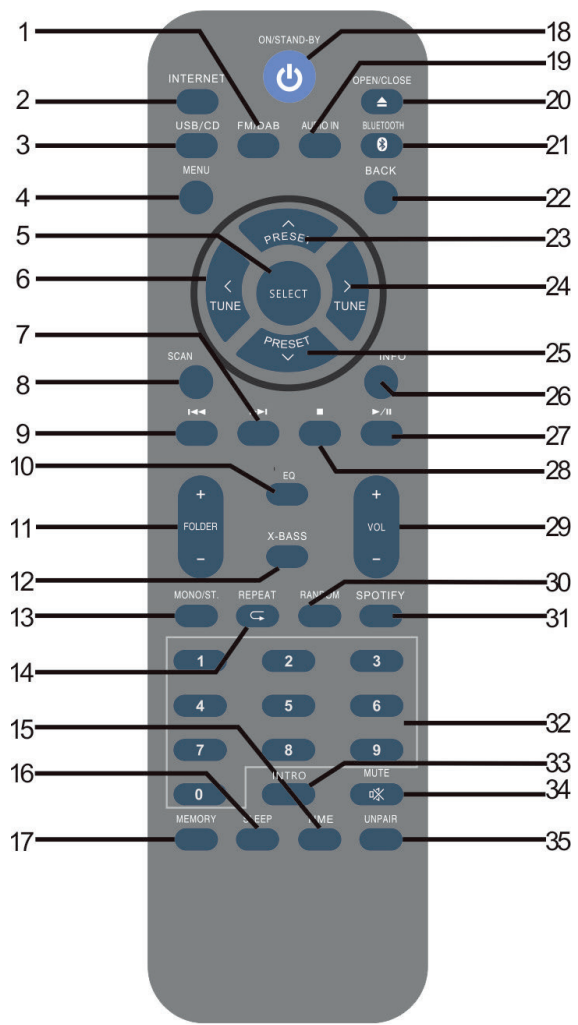 1
ON/STAND-BY
18
19
INTERNET
OPEN/CLOSE
2
20
USB/CD FM/DAB AUDIO IN BLUETOOTH
3
21
MENU BACK
4
22
5
PRESET
23
6
TUNE SELECT TUNE
24
7
PRESET
25
SCAN INFO
8
26
9
27
28
10
EQ
+ +
11
FOLDER VOL
29
- -
X-BASS
12
30
MONO/ST. REPEAT RANDOM SPOTIFY
13
31
14
1 2 3
4 5 6
15
32
7 8 9
16
33
INTRO MUTE
0
34
MEMORY SLEEP TIME UNPAIR
17
35